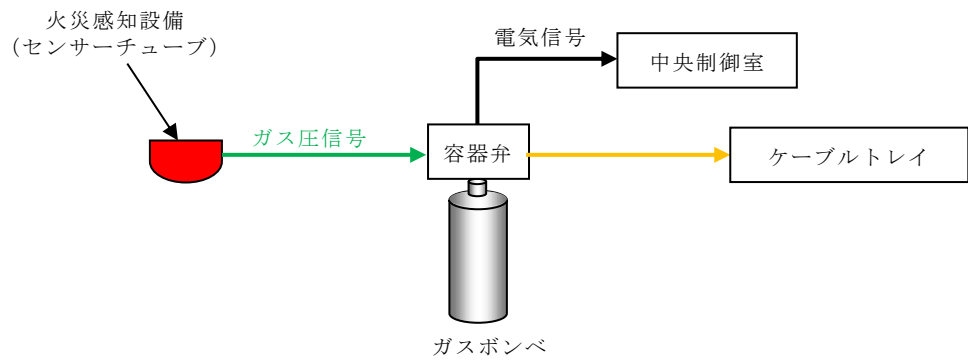 火災感知設備
（センサーチューブ）
電気信号
中央制御室
ガス圧信号
容器弁
ケーブルトレイ
ガスボンベ